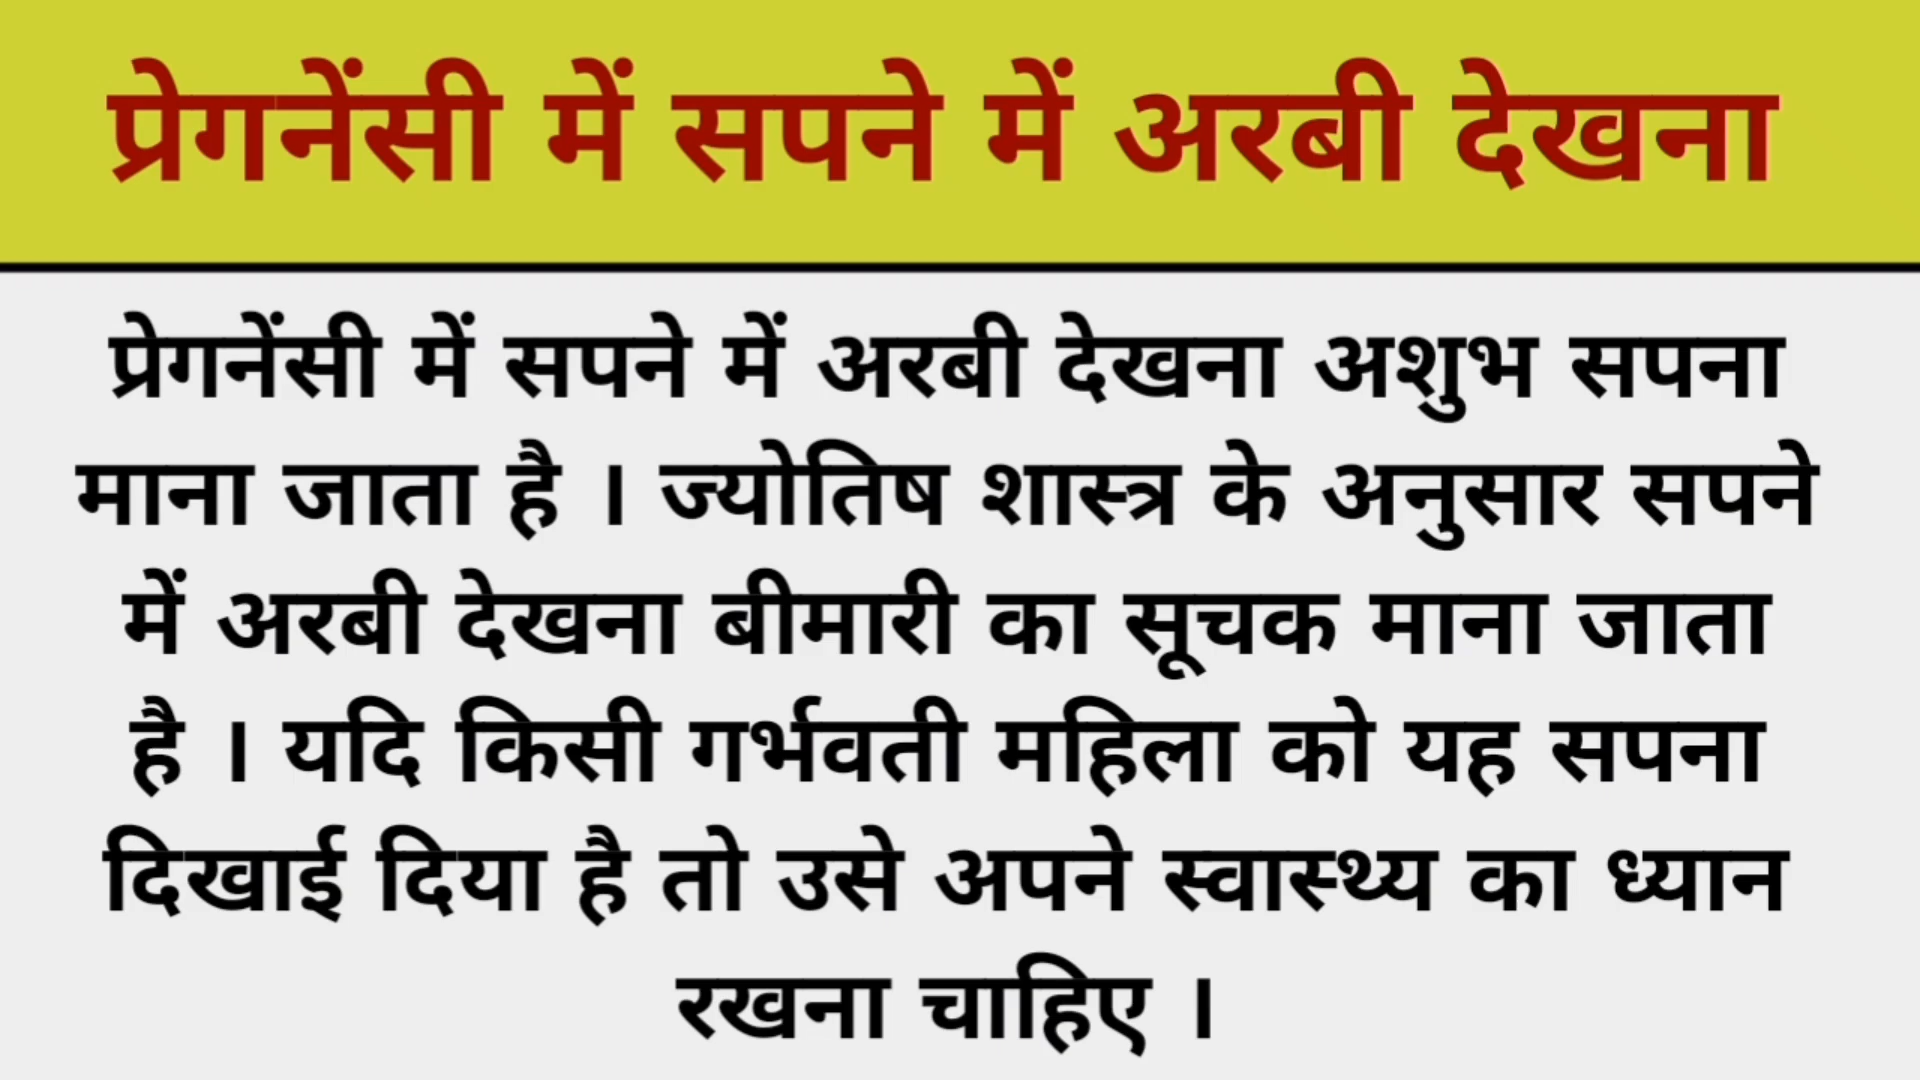 प्रेगनेंसी में सपने में अरबी देखना
प्रेगनेंसी में सपने में अरबी देखना अशुभ सपना
माना जाता है । ज्योतिष शास्त्र के अनुसार सपने
में अरबी देखना बीमारी का सूचक माना जाता
है । यदि किसी गर्भवती महिला को यह सपना
दिखाई दिया है तो उसे अपने स्वास्थ्य का ध्यान
रखना चाहिए ।